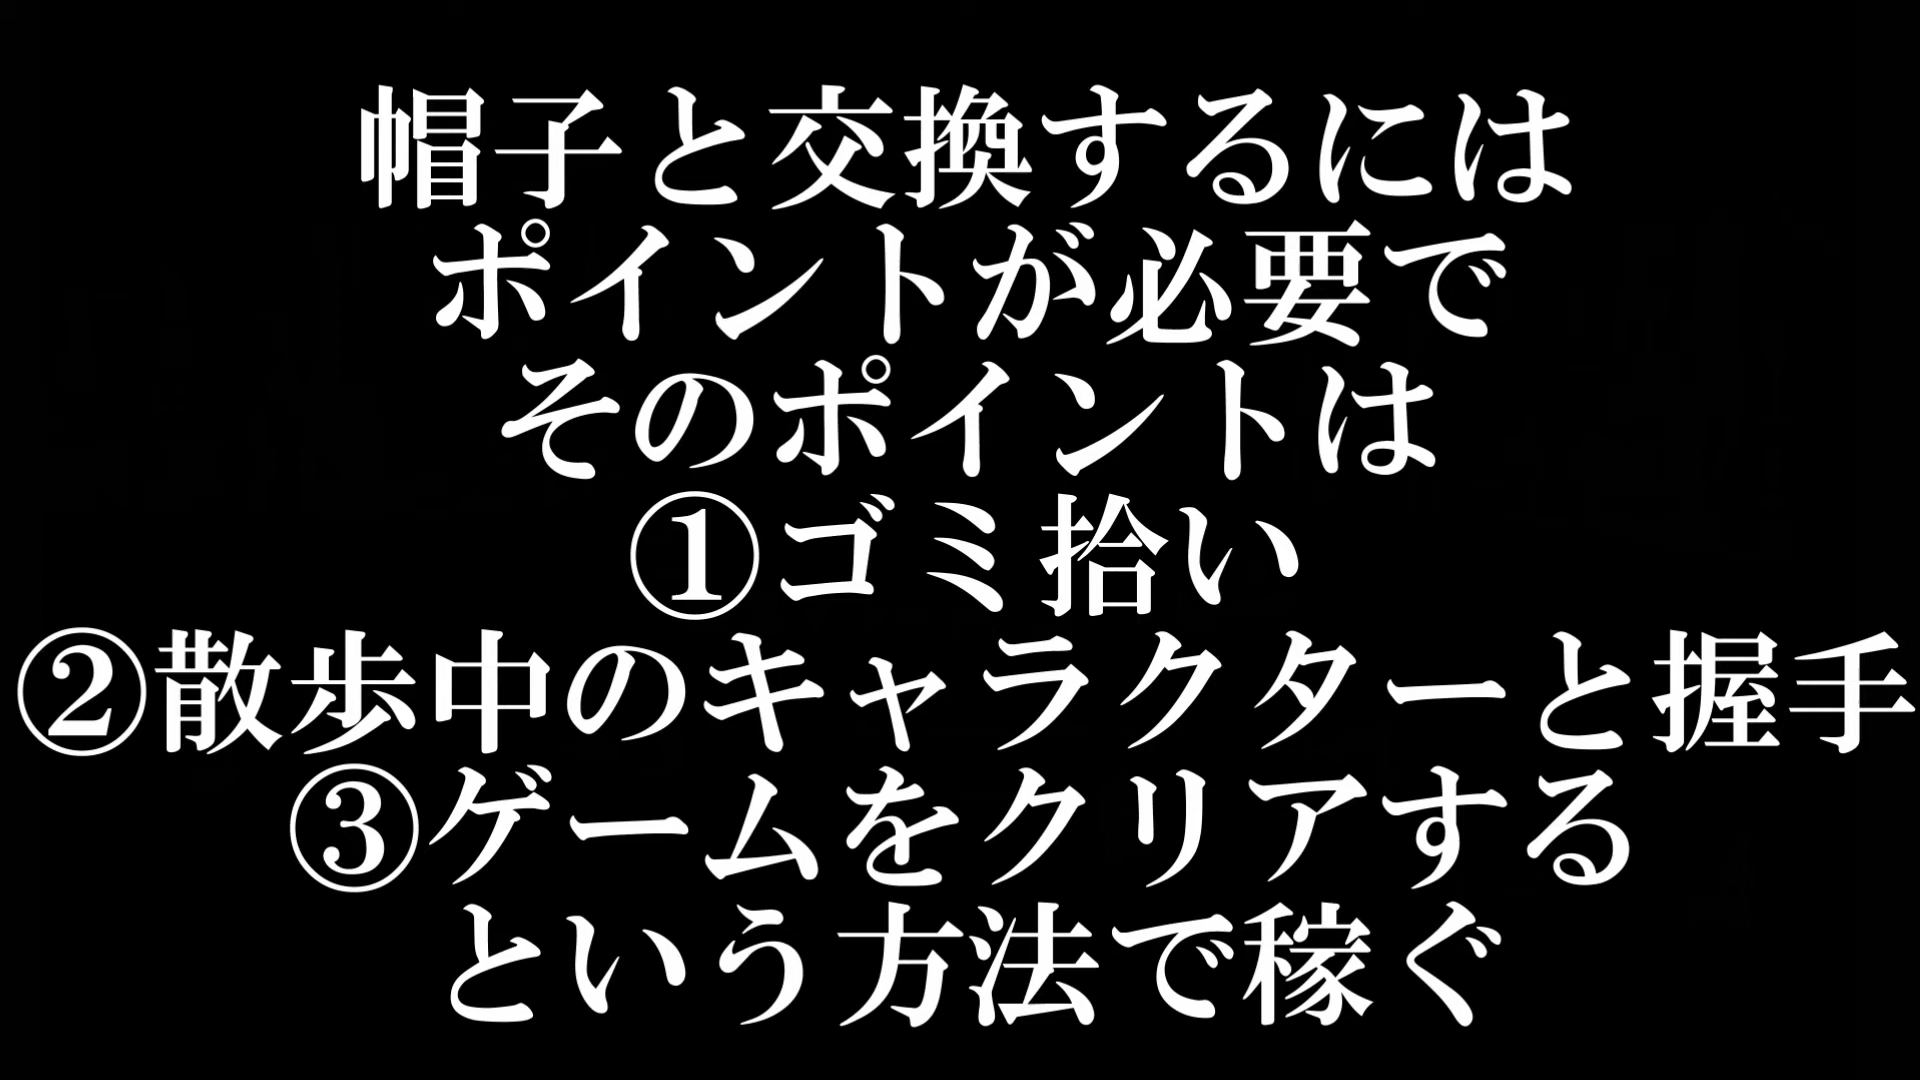 帽子と交換するには
ポイントが必要で
そのポイントは
①ゴミ拾い
②散歩中のキャラクターと握手
③ゲームをクリアする
という方法で稼ぐ